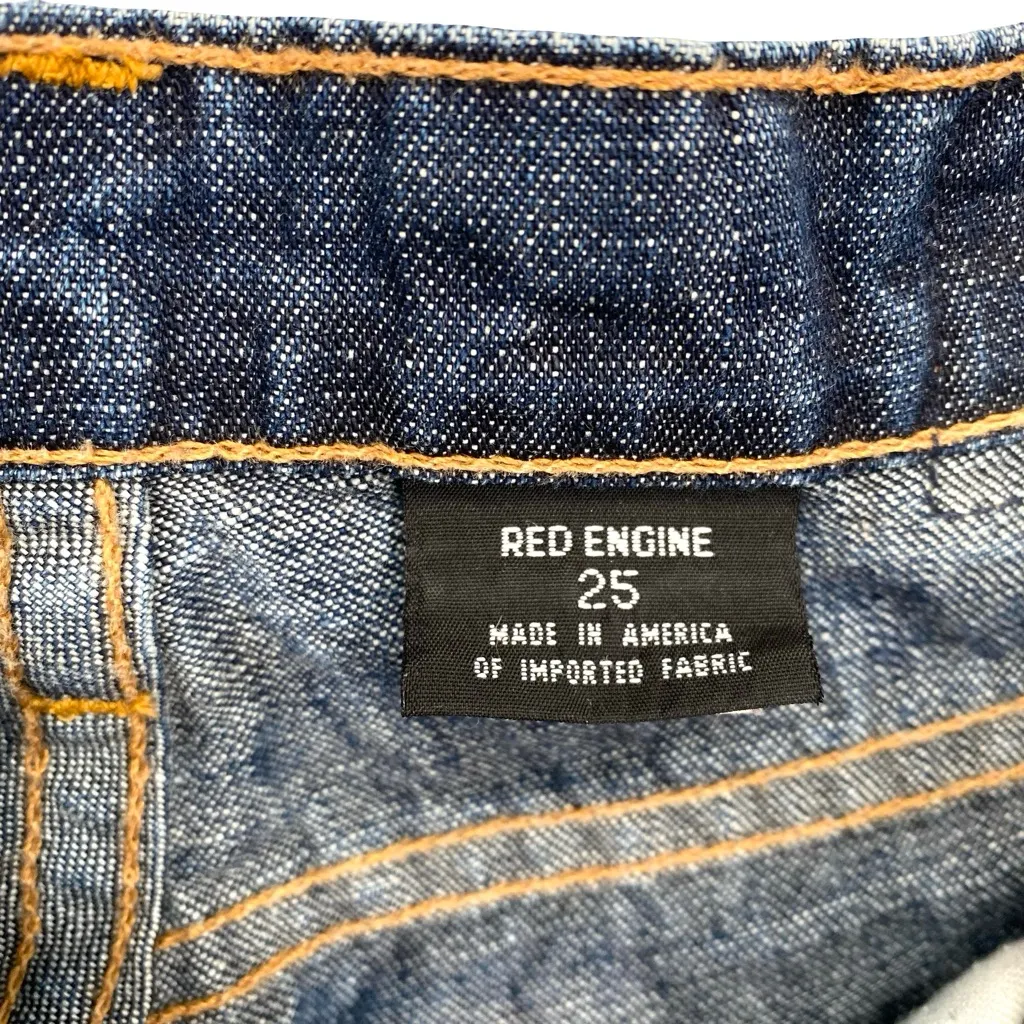 RED ENGINE
25
MADE IN AMERICA
OF IMPORTED FABRIC